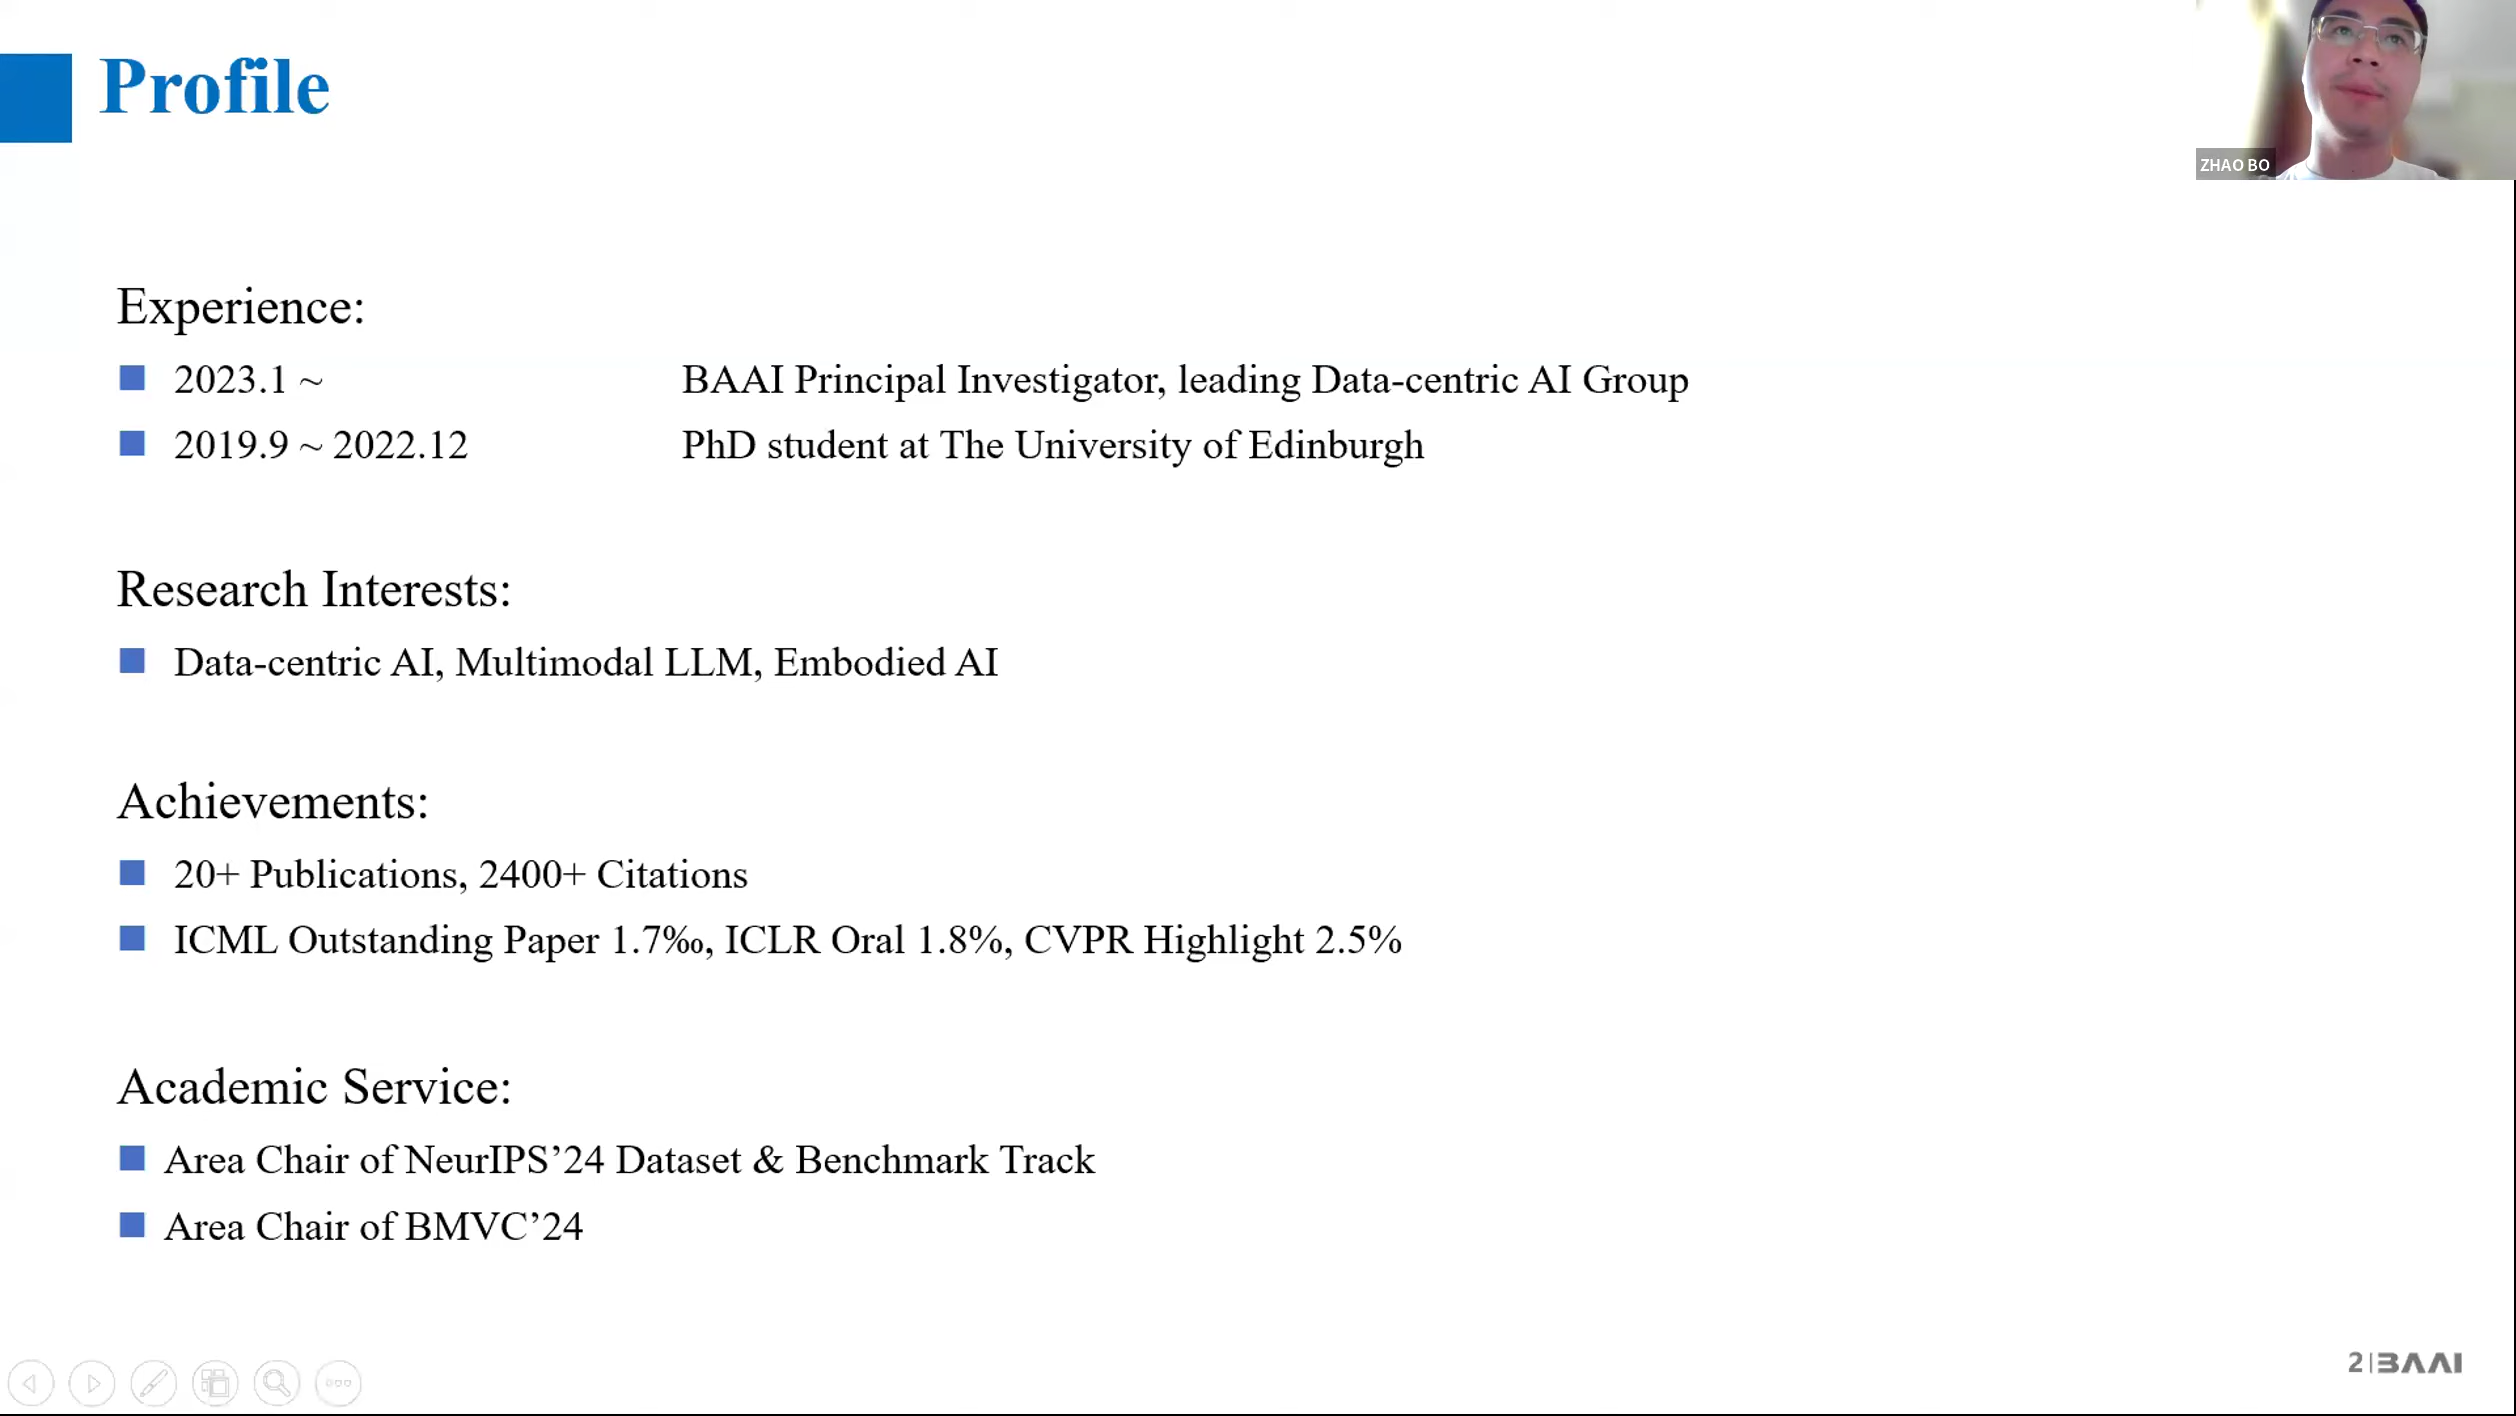 Profile
ZHAO BO
Experience:
2023.1 ~ BAAI Principal Investigator, leading Data-centric AI Group
2019.9 ~ 2022.12 PhD student at The University of Edinburgh
Research Interests:
Data-centric AI, Multimodal LLM, Embodied AI
Achievements:
20+ Publications, 2400+ Citations
ICML Outstanding Paper 1.7‰, ICLR Oral 1.8%, CVPR Highlight 2.5%
Academic Service:
Area Chair of NeurIPS’24 Dataset & Benchmark Track
Area Chair of BMVC’24
2 | BAAI